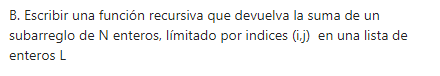 B. Escribir una función recursiva que devuelva la suma de un
subarreglo de N enteros, límitado por indices (i,j)  en una lista de
enteros L